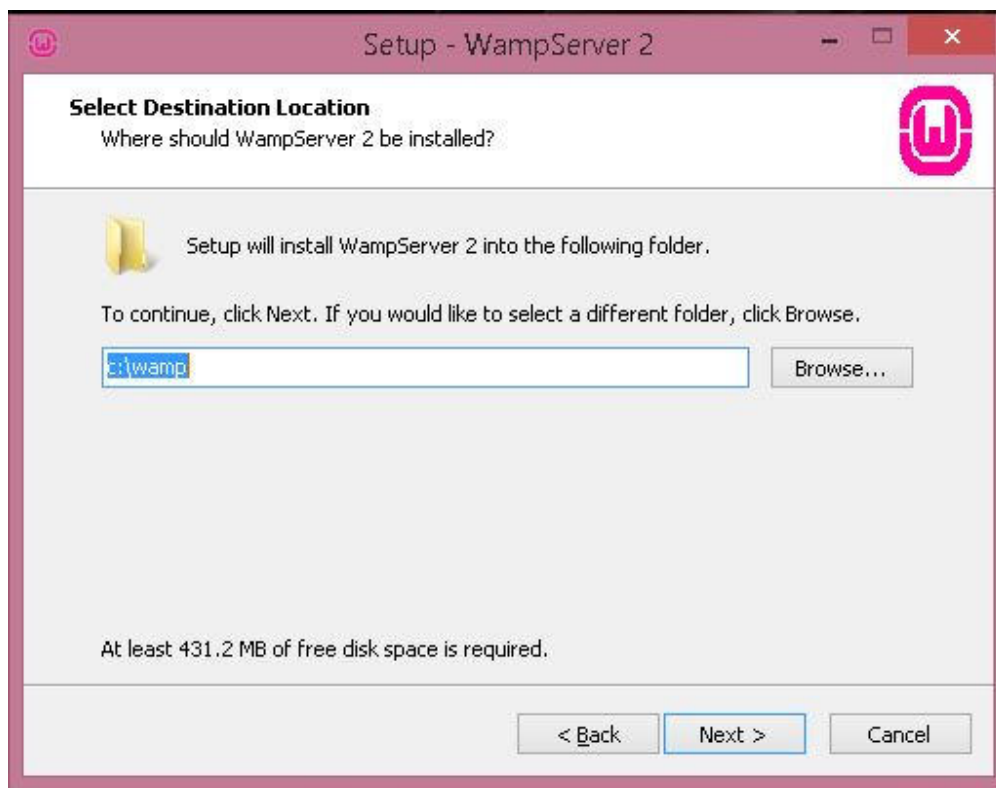 Setup - WampServer 2
Select Destination Location
Where should WampServer 2 be installed?
Setup will install WampServer 2 into the following folder.
To continue, click Next. If you would like to select a different folder, click Browse.
c:\wamp
Browse...
At least 431.2 MB of free disk space is required.
< Back
Next >
Cancel